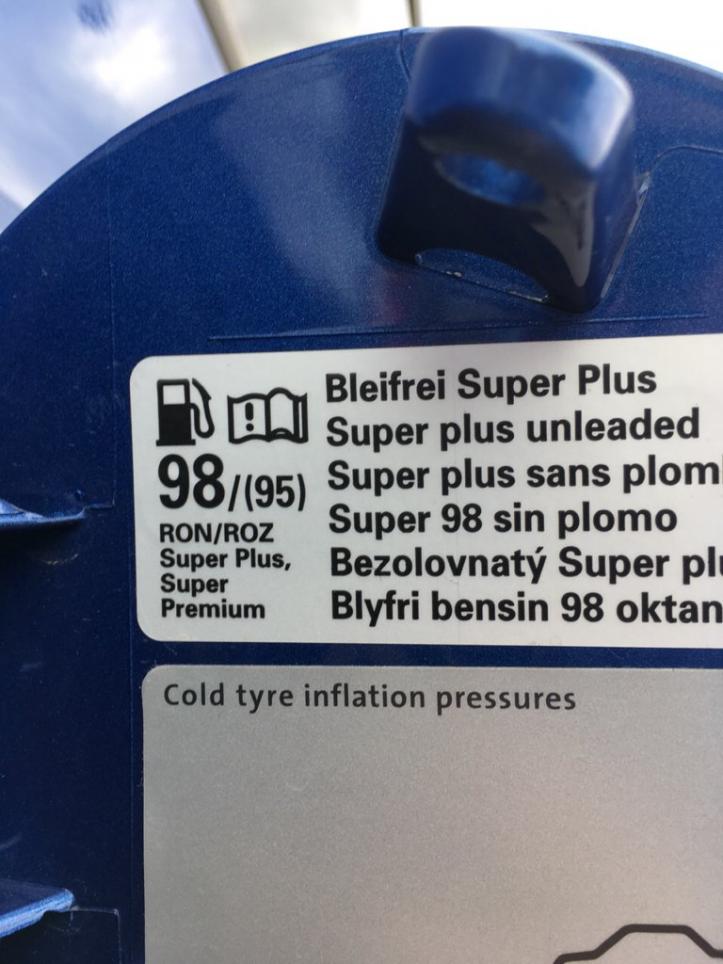 Bleifrei Super Plus
Super plus unleaded
98/(95)
Super plus sans
RON/ROZ
Super 98 sin plomo
Super Plus,
Super
Premium
Bezolovnatý Super
Blyfri bensin 98 oktan
Cold tyre inflation pressures